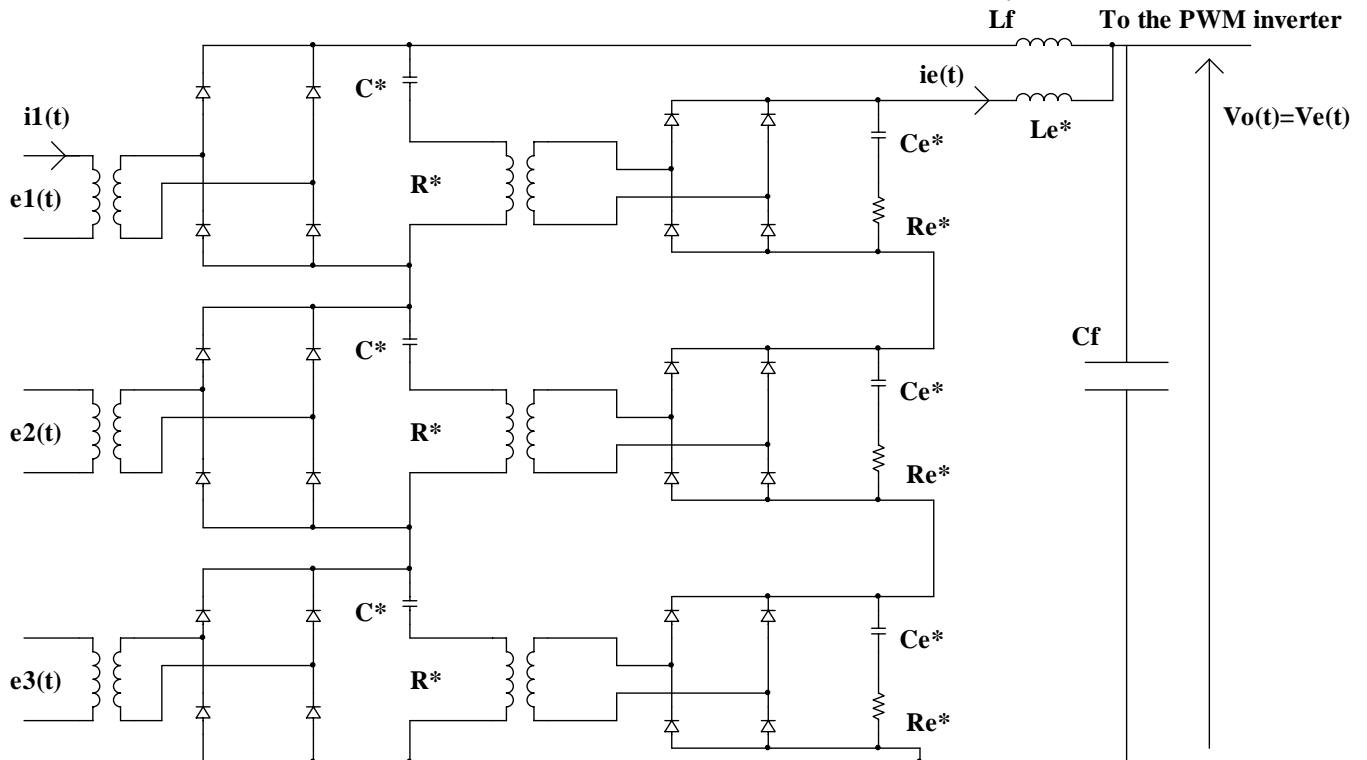 Lf To the PWM inverter
C* ie(t)
i1(t) Ce* Le* Vo(t)=Ve(t)
e1(t) R* Re*
C* Ce* Cf
e2(t) R* Re*
C* Ce*
e3(t) R* Re*